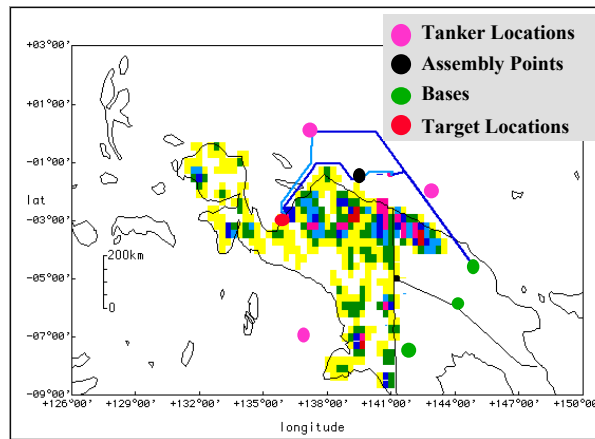 Tanker Locations
Assembly Points
Bases
Target Locations
+03°00'
+01°00'
-01°00'
lat
-03°00'
200km
-05°00'
0
-07°00'
-09°00'
+126°00' +129°00' +132°00' +135°00' +138°00' +141°00' +144°00' +147°00' +150°00'
longitude